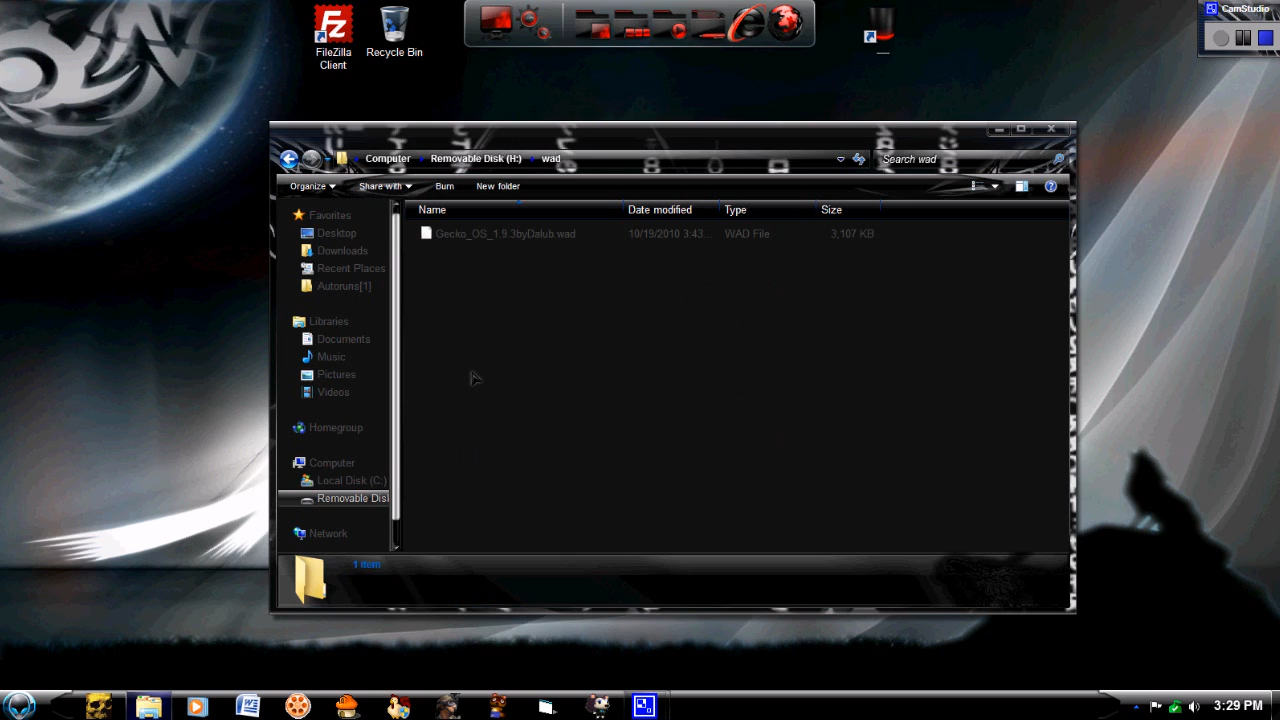 CamStudio
FileZilla
Client
Recycle Bin
Computer Removable Disk (H:) wad
Search wad
Organize Share with Burn New folder
Name Date modified Type Size
Gecko_OS_1.9.3byDalub.wad 10/19/2010 3:43... WAD File 3,107 KB
Favorites
Desktop
Downloads
Recent Places
Autoruns[1]
Libraries
Documents
Music
Pictures
Videos
Homegroup
Computer
Local Disk (C:)
Removable Disk
Network
1 item
3:29 PM